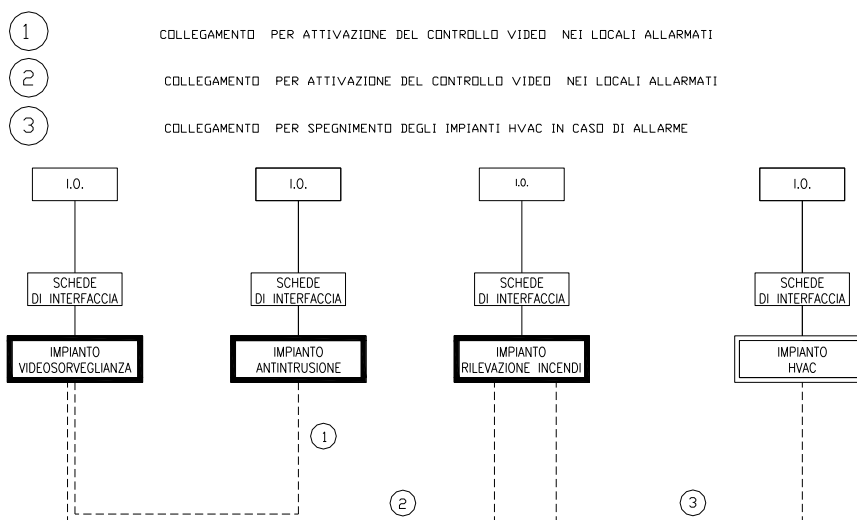 1 COLLEGAMENTO PER ATTIVAZIONE DEL CONTROLLO VIDEO NEI LOCALI ALLARMATI
2 COLLEGAMENTO PER ATTIVAZIONE DEL CONTROLLO VIDEO NEI LOCALI ALLARMATI
3 COLLEGAMENTO PER SPEGNIMENTO DEGLI IMPIANTI HVAC IN CASO DI ALLARME
I.O.
I.O.
I.O.
I.O.
SCHEDE
DI INTERFACCIA
SCHEDE
DI INTERFACCIA
SCHEDE
DI INTERFACCIA
SCHEDE
DI INTERFACCIA
IMPIANTO
VIDEOSORVEGLIANZA
IMPIANTO
ANTINTRUSIONE
IMPIANTO
RILEVAZIONE INCENDI
IMPIANTO
HVAC
1
2
3